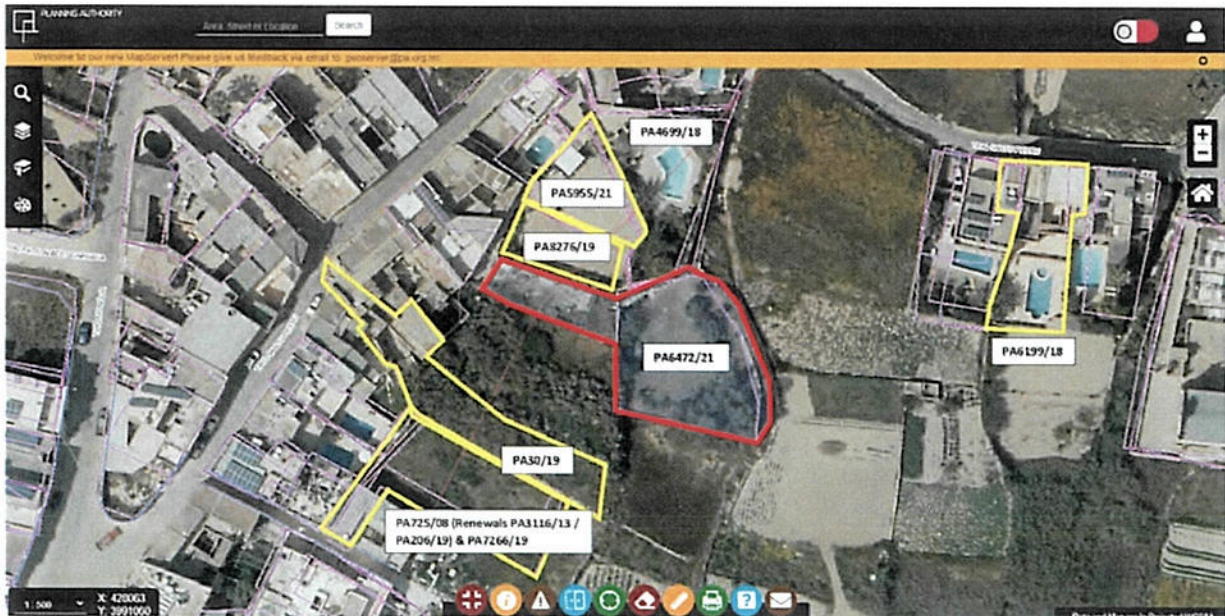 PLANNING AUTHORITY
Area, Street or Location
Search
Welcome to our new MapServer! Please give us feedback via email to
PA4699/18
PA5955/21
PA8276/19
PA6472/21
PA6199/18
PA30/19
PA725/08 (Renewals PA3116/13 /
PA206/19) & PA7266/19
1 : 500
X: 428063
Y: 3991060